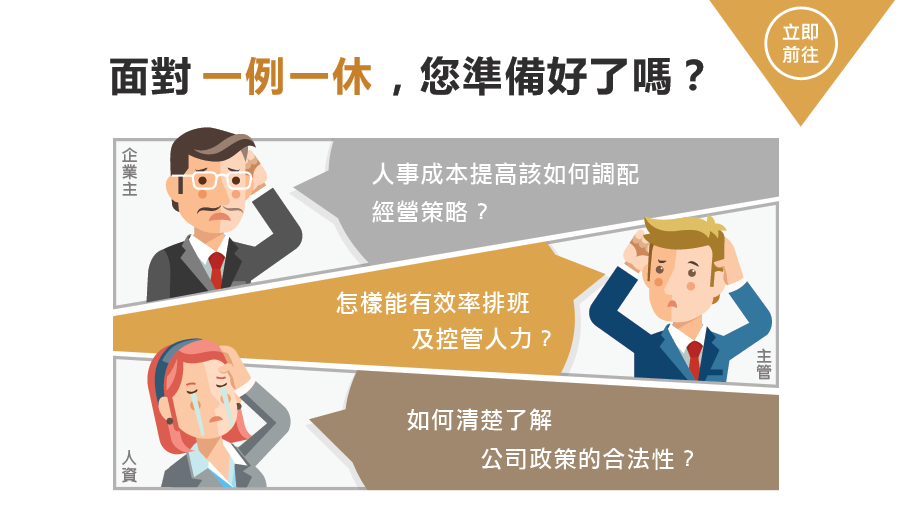 面對 一例一休 , 您準備好了嗎?
立即
前往
企業主
人事成本提高該如何調配
經營策略?
怎樣能有效率排班
及控管人力?
主管
如何清楚了解
公司政策的合法性?
人資